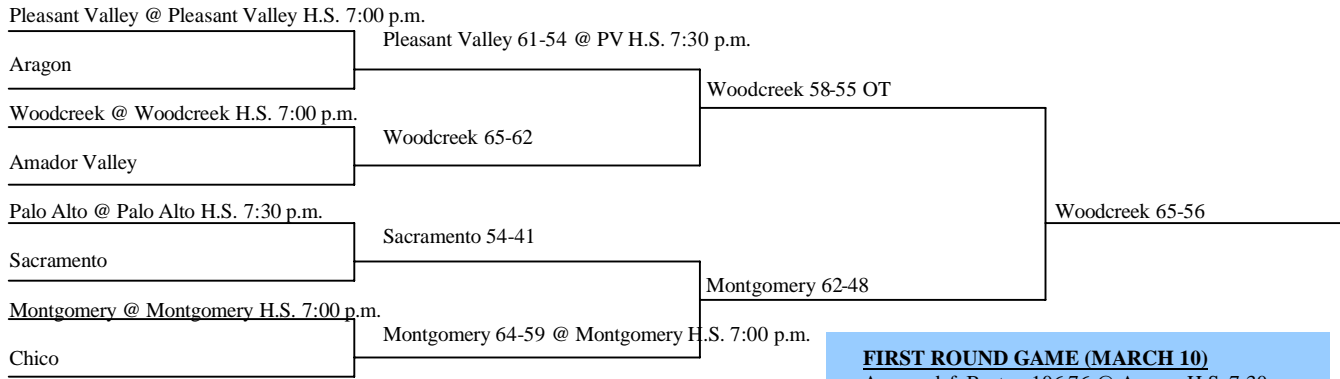 Pleasant Valley @ Pleasant Valley H.S. 7:00 p.m.
Pleasant Valley 61-54 @ PV H.S. 7:30 p.m.
Aragon
Woodcreek 58-55 OT
Woodcreek @ Woodcreek H.S. 7:00 p.m.
Woodcreek 65-62
Amador Valley
Palo Alto @ Palo Alto H.S. 7:30 p.m.
Woodcreek 65-56
Sacramento 54-41
Sacramento
Montgomery 62-48
Montgomery @ Montgomery H.S. 7:00 p.m.
Montgomery 64-59 @ Montgomery H.S. 7:00 p.m.
Chico
FIRST ROUND GAME (MARCH 10)